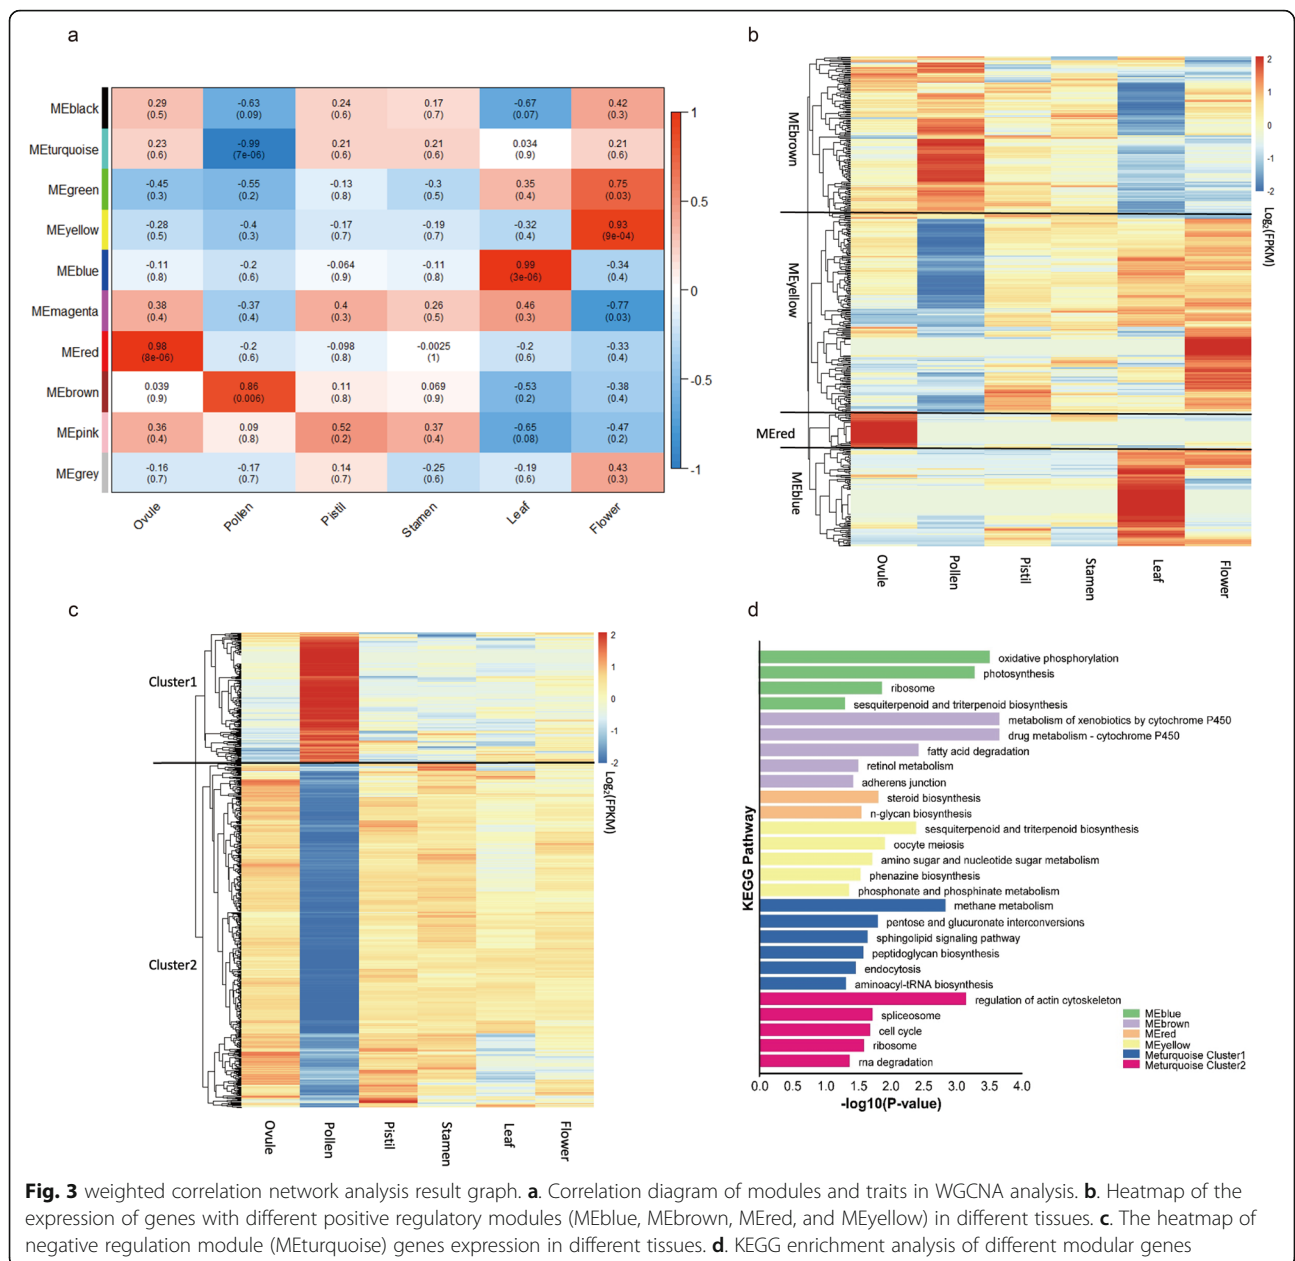 a
MEblack 0.29 -0.63 0.24 0.17 -0.67 0.42
(0.5) (0.09) (0.6) (0.7) (0.07) (0.3)
MEturquoise 0.23 -0.99 0.21 0.21 0.034 0.21
(0.6) (7e-06) (0.6) (0.6) (0.9) (0.6)
MEgreen -0.45 -0.55 -0.13 -0.3 0.35 0.75
(0.3) (0.2) (0.8) (0.5) (0.4) (0.03)
MEyellow -0.28 -0.4 -0.17 -0.19 -0.32 0.93
(0.5) (0.3) (0.7) (0.7) (0.4) (9e-04)
MEblue -0.11 -0.2 -0.064 -0.11 0.99 -0.34
(0.8) (0.6) (0.9) (0.8) (3e-06) (0.4)
MEmagenta 0.38 -0.37 0.4 0.26 0.46 -0.77
(0.4) (0.4) (0.3) (0.5) (0.3) (0.03)
MEred 0.98 -0.2 -0.098 -0.0025 -0.2 -0.33
(8e-06) (0.6) (0.8) (1) (0.6) (0.4)
MEbrown 0.039 0.86 0.11 0.069 -0.53 -0.38
(0.9) (0.006) (0.8) (0.9) (0.2) (0.4)
MEpink 0.36 0.09 0.52 0.37 -0.65 -0.47
(0.4) (0.8) (0.2) (0.4) (0.08) (0.2)
MEgrey -0.16 -0.17 0.14 -0.25 -0.19 0.43
(0.7) (0.7) (0.7) (0.6) (0.6) (0.3)
Ovule Pollen Pistil Stamen Leaf Flower
1
0.5
0
-0.5
-1
b
MEbrown
MEyellow
MEred
MEblue
2
1
0
-1
-2
Log2(FPKM)
Ovule Pollen Pistil Stamen Leaf Flower
c
Cluster1
Cluster2
2
1
0
-1
-2
Log2(FPKM)
Ovule Pollen Pistil Stamen Leaf Flower
d
KEGG Pathway
oxidative phosphorylation
photosynthesis
ribosome
sesquiterpenoid and triterpenoid biosynthesis
metabolism of xenobiotics by cytochrome P450
drug metabolism - cytochrome P450
fatty acid degradation
retinol metabolism
adherens junction
steroid biosynthesis
n-glycan biosynthesis
sesquiterpenoid and triterpenoid biosynthesis
oocyte meiosis
amino sugar and nucleotide sugar metabolism
phenazine biosynthesis
phosphonate and phosphinate metabolism
methane metabolism
pentose and glucuronate interconversions
sphingolipid signaling pathway
peptidoglycan biosynthesis
endocytosis
aminoacyl-tRNA biosynthesis
regulation of actin cytoskeleton
spliceosome
cell cycle
ribosome
rna degradation
MEblue
MEbrown
MEred
MEyellow
Meturquoise Cluster1
Meturquoise Cluster2
0.0 0.5 1.0 1.5 2.0 2.5 3.0 3.5 4.0
-log10(P-value)
Fig. 3 weighted correlation network analysis result graph. a. Correlation diagram of modules and traits in WGCNA analysis. b. Heatmap of the
expression of genes with different positive regulatory modules (MEblue, MEbrown, MEred, and MEyellow) in different tissues. c. The heatmap of
negative regulation module (MEturquoise) genes expression in different tissues. d. KEGG enrichment analysis of different modular genes